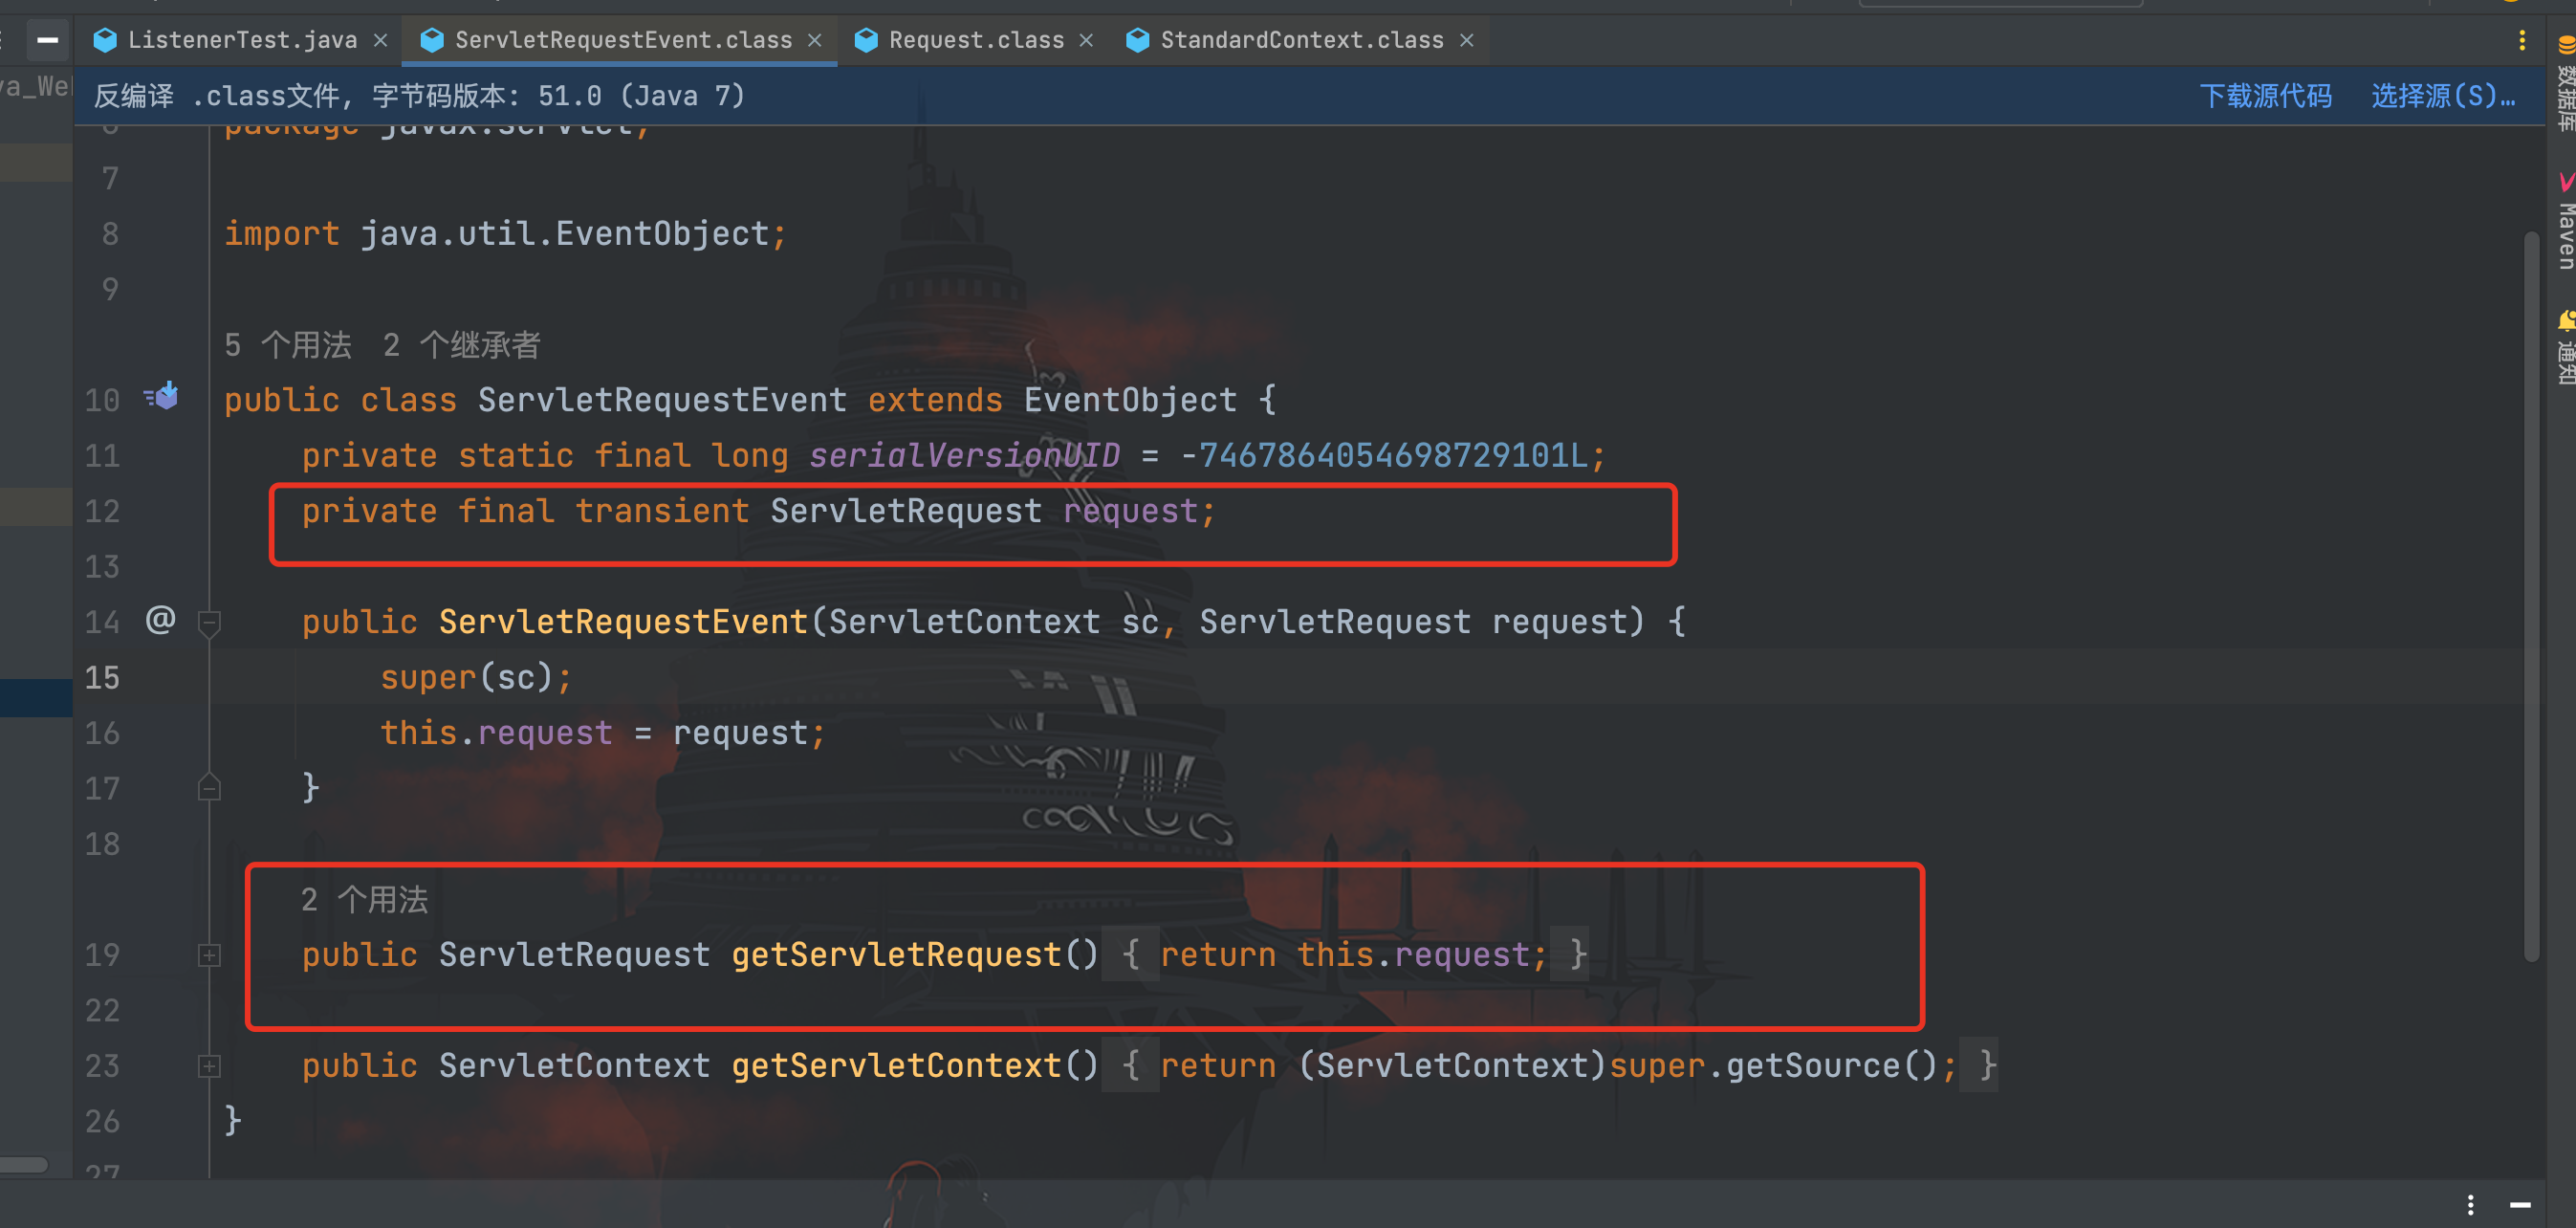 ListenerTest.java ServletRequestEvent.class Request.class StandardContext.class
反编译 .class文件, 字节码版本: 51.0 (Java 7) 下载源代码 选择源(S)…
6 package javax.servlet;
7
8 import java.util.EventObject;
9
5 个用法 2 个继承者
10 public class ServletRequestEvent extends EventObject {
11 private static final long serialVersionUID = -7467864054698729101L;
12 private final transient ServletRequest request;
13
14 @ public ServletRequestEvent(ServletContext sc, ServletRequest request) {
15 super(sc);
16 this.request = request;
17 }
18
2 个用法
19 public ServletRequest getServletRequest() { return this.request; }
22
23 public ServletContext getServletContext() { return (ServletContext)super.getSource(); }
26 }
27
数据库
Maven
通知